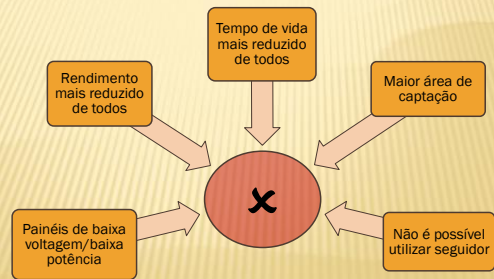 Tempo de vida
mais reduzido
de todos
Rendimento
mais reduzido
de todos
Maior área de
captação
Painéis de baixa
voltagem/baixa
potência
Não é possível
utilizar seguidor